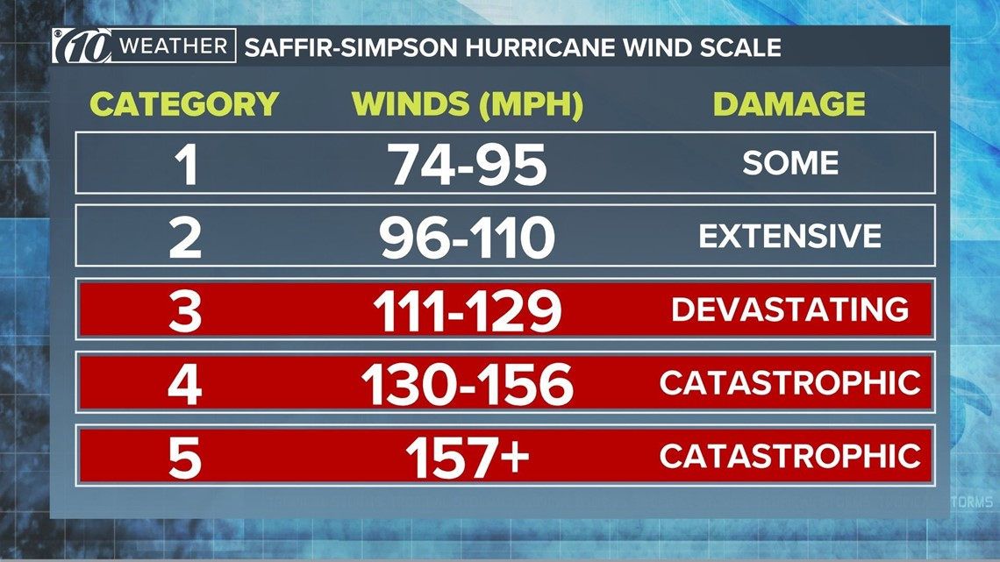 10 WEATHER SAFFIR-SIMPSON HURRICANE WIND SCALE
CATEGORY WINDS (MPH) DAMAGE
1 74-95 SOME
2 96-110 EXTENSIVE
3 111-129 DEVASTATING
4 130-156 CATASTROPHIC
5 157+ CATASTROPHIC
TORMS